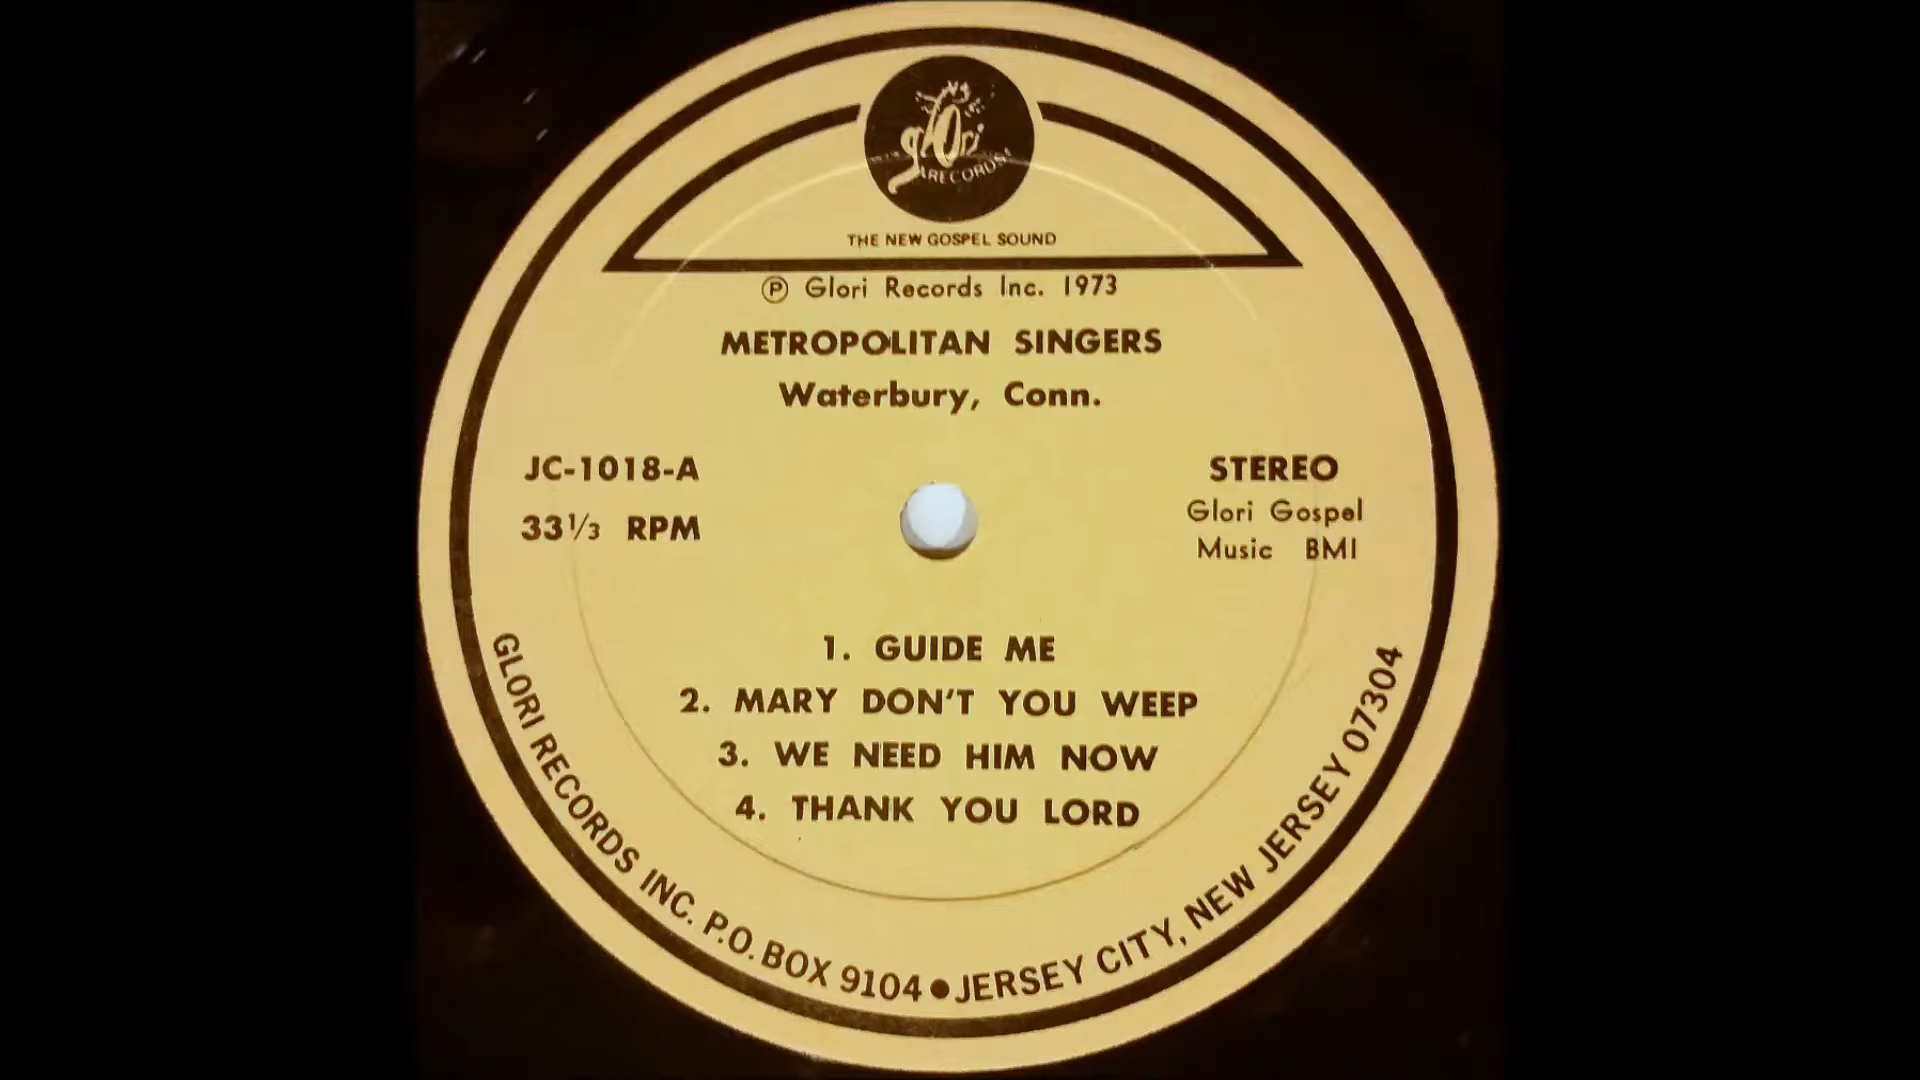 glori
RECORDS
THE NEW GOSPEL SOUND
Ⓟ Glori Records Inc. 1973
METROPOLITAN SINGERS
Waterbury, Conn.
JC-1018-A
33⅓ RPM
STEREO
Glori Gospel
Music BMI
1. GUIDE ME
2. MARY DON'T YOU WEEP
3. WE NEED HIM NOW
4. THANK YOU LORD
GLORI RECORDS INC. P.O. BOX 9104 ● JERSEY CITY, NEW JERSEY 07304